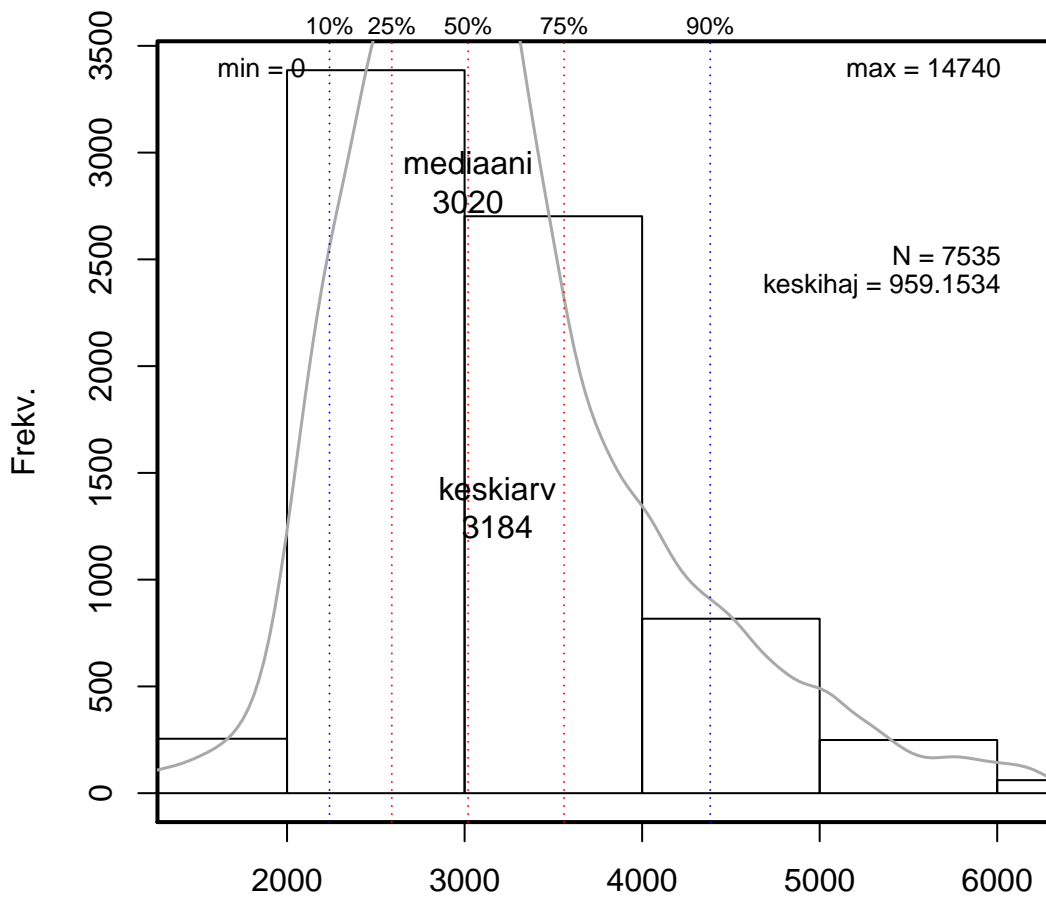 10% 25% 50% 75% 90%
min = 0
max = 14740
mediaani
3020
N = 7535
keskihaj = 959.1534
keskiarv
3184
Frekv.
3500
3000
2500
2000
1500
1000
500
0
2000 3000 4000 5000 6000